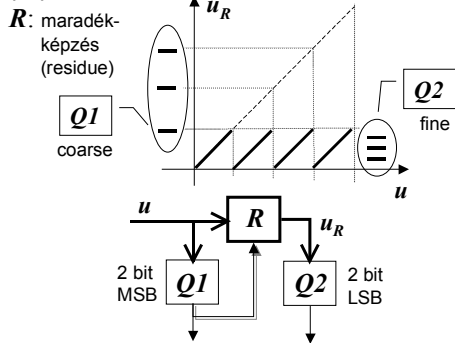 R: maradék-
képzés
(residue)
u_R
Q1
coarse
Q2
fine
u
u
R
u_R
2 bit
MSB
Q1
Q2
2 bit
LSB